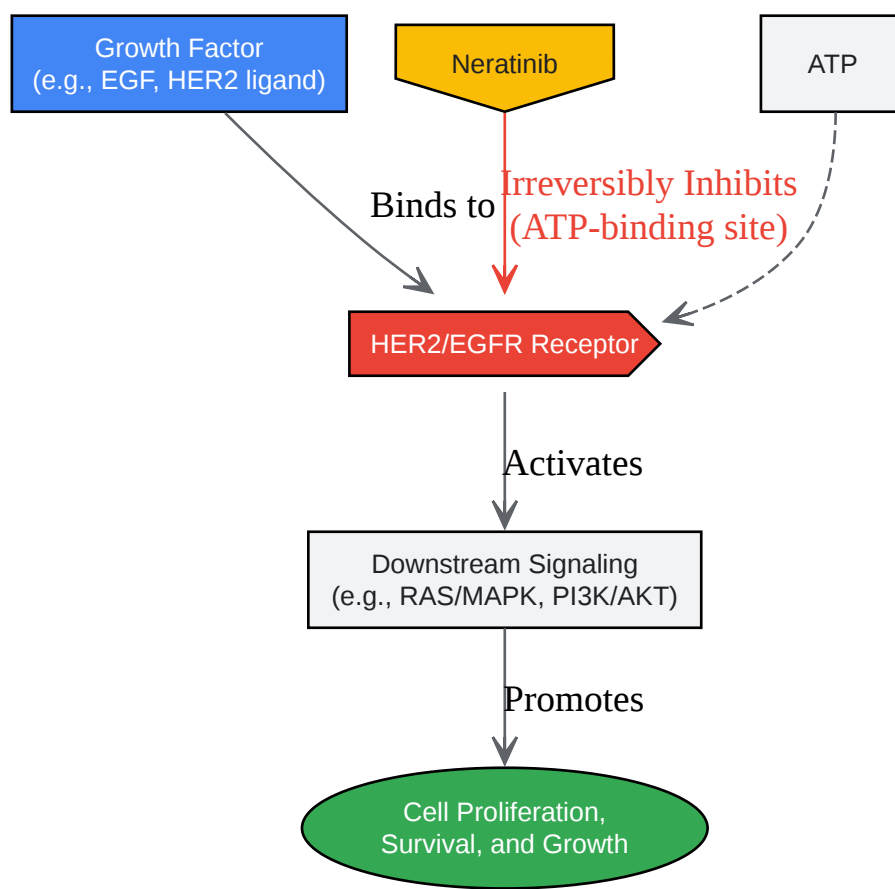 Growth Factor
(e.g., EGF, HER2 ligand)
Neratinib
ATP
Binds to
Irreversibly Inhibits
(ATP-binding site)
HER2/EGFR Receptor
Activates
Downstream Signaling
(e.g., RAS/MAPK, PI3K/AKT)
Promotes
Cell Proliferation,
Survival, and Growth